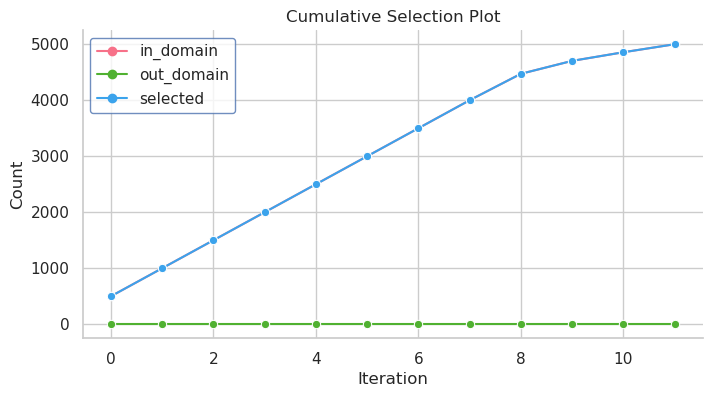 Cumulative Selection Plot
in_domain
out_domain
selected
5000
4000
3000
2000
1000
0
Count
0 2 4 6 8 10
Iteration